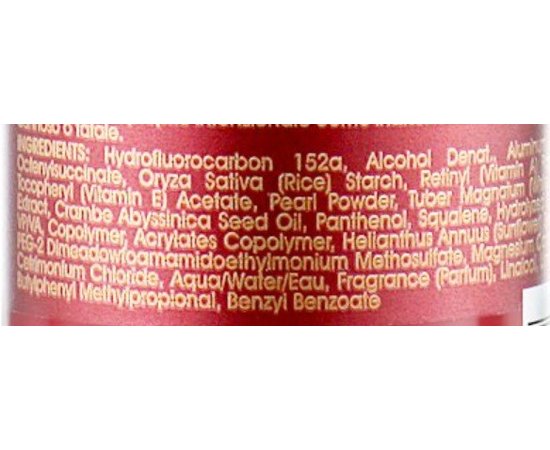 o fatale.
INGREDIENTS: Hydrofluorocarbon 152a, Alcohol Denat.,
Octenylsuccinate, Oryza Sativa (Rice) Starch, Retinyl (Vitamin
Tocopheryl (Vitamin E) Acetate, Pearl Powder, Tuber Magnatum
Extract, Crambe Abyssinica Seed Oil, Panthenol, Squalene,
VP/VA, Copolymer, Acrylates Copolymer, Helianthus Annuus
PEG-2 Dimeadowfoamamidoethylmonium Methosulfate,
Cetrimonium Chloride, Aqua/Water/Eau, Fragrance (Parfum),
Butylphenyl Methylpropional, Benzyl Benzoate